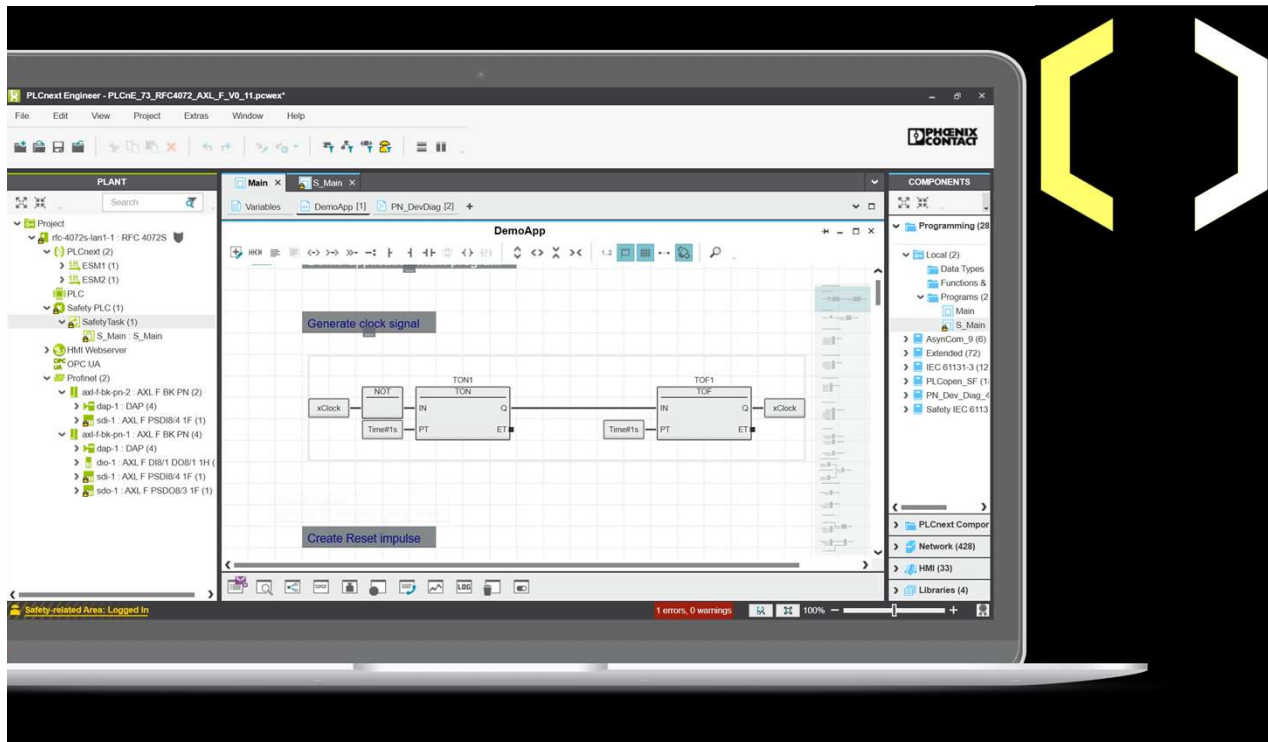 PLCnext Engineer - PLCnE_73_RFC4072_AXL_F_V0_11.pcwex*
File Edit View Project Extras Window Help
PHŒNIX
CONTACT
PLANT
Search
Project
rfc-4072s-lan1-1 : RFC 4072S
PLCnext (2)
ESM1 (1)
ESM2 (1)
PLC
Safety PLC (1)
SafetyTask (1)
S_Main : S_Main
HMI Webserver
OPC UA
Profinet (2)
axl-f-bk-pn-2 : AXL F BK PN (2)
dap-1 : DAP (4)
sdi-1 : AXL F PSDI8/4 1F (1)
axl-f-bk-pn-1 : AXL F BK PN (4)
dap-1 : DAP (4)
dio-1 : AXL F DI8/1 DO8/1 1H (
sdi-1 : AXL F PSDI8/4 1F (1)
sdo-1 : AXL F PSDO8/3 1F (1)
Main × S_Main ×
Variables DemoApp [1] PN_DevDiag [2] +
DemoApp
1.2
Generate clock signal
TON1 TOF1
NOT TON TOF
xClock IN Q IN Q xClock
Time#1s PT ET Time#1s PT ET
Create Reset impulse
LOG
COMPONENTS
Programming (28
Local (2)
Data Types
Functions &
Programs (2
Main
S_Main
AsynCom_9 (6)
Extended (72)
IEC 61131-3 (12
PLCopen_SF (1
PN_Dev_Diag_4
Safety IEC 6113
PLCnext Compor
Network (428)
HMI (33)
Libraries (4)
Safety-related Area: Logged In
1 errors, 0 warnings 100%